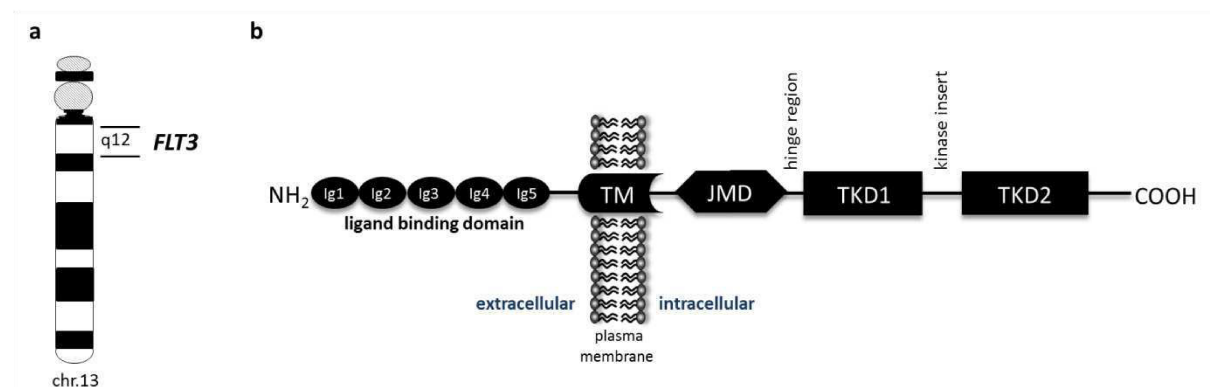 a
q12
FLT3
chr.13
b
hinge region
kinase insert
NH2
Ig1
Ig2
Ig3
Ig4
Ig5
TM
JMD
TKD1
TKD2
COOH
ligand binding domain
extracellular
intracellular
plasma
membrane